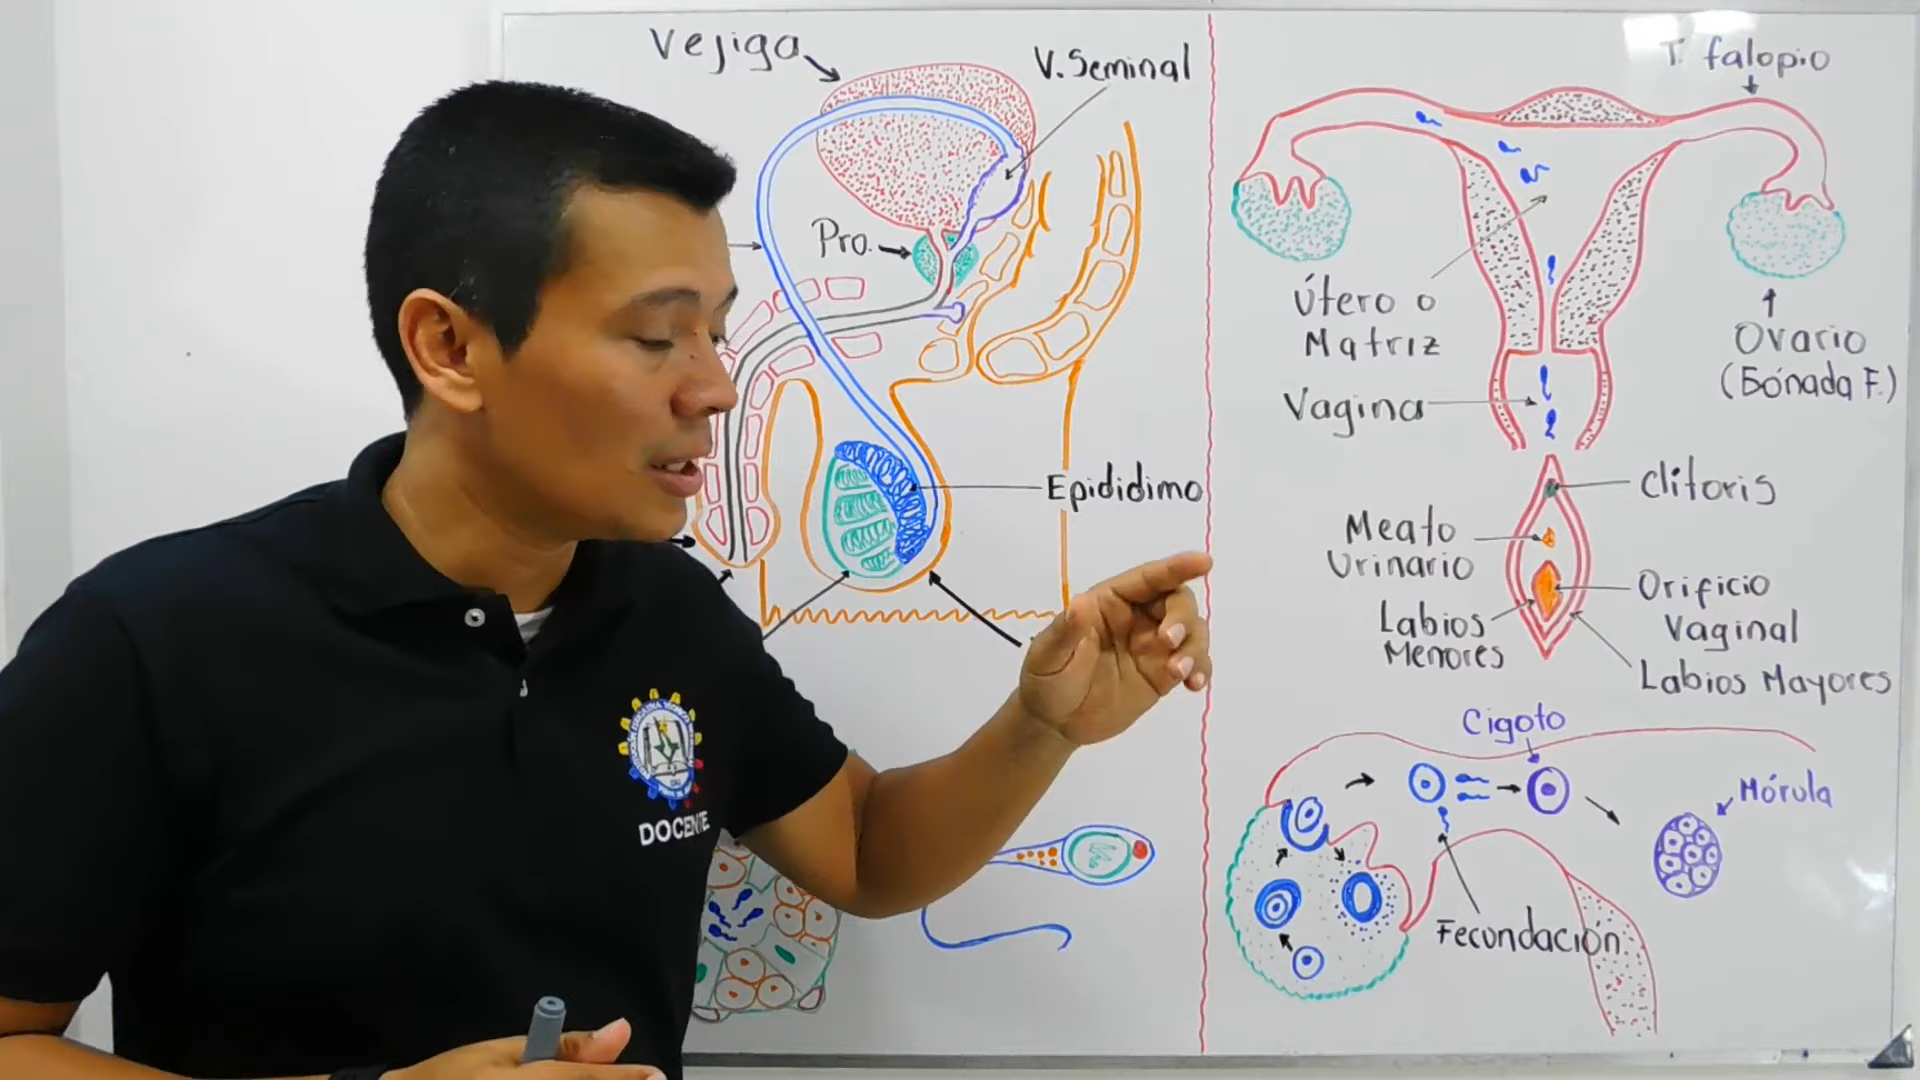 Vejiga
V. Seminal
Pro.
Epididimo
T. falopio
Útero o
Matriz
Ovario
(Gónada F.)
Vagina
Clitoris
Meato
Urinario
Orificio
Vaginal
Labios
Menores
Labios Mayores
Cigoto
Mórula
Fecundación
DOCENTE